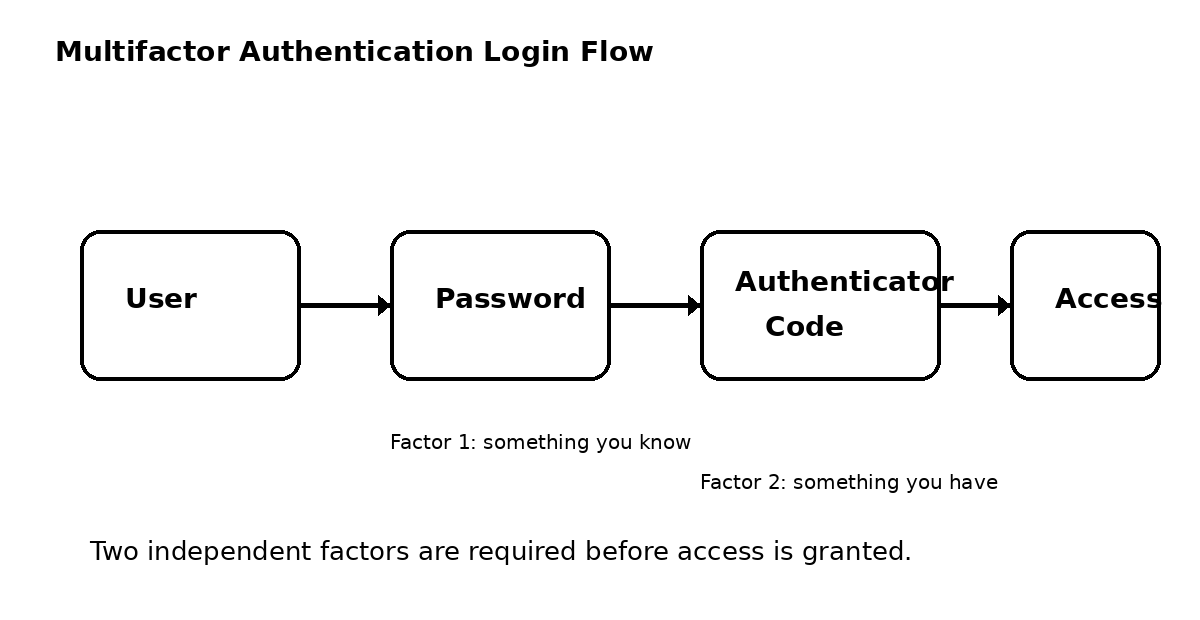 Multifactor Authentication Login Flow
User
Password
Authenticator
Code
Access
Factor 1: something you know
Factor 2: something you have
Two independent factors are required before access is granted.